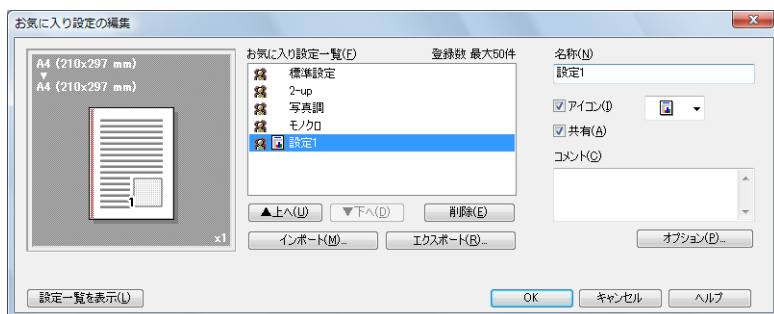 お気に入り設定の編集
A4 (210x297 mm)
A4 (210x297 mm)
1
x1
お気に入り設定一覧(F) 登録数 最大50件
標準設定
2-up
写真調
モノクロ
設定1
▲上へ(U) ▼下へ(D) 削除(E)
インポート(M)... エクスポート(R)...
名称(N)
設定1
アイコン(I)
共有(A)
コメント(C)
オプション(P)...
設定一覧を表示(L) OK キャンセル ヘルプ